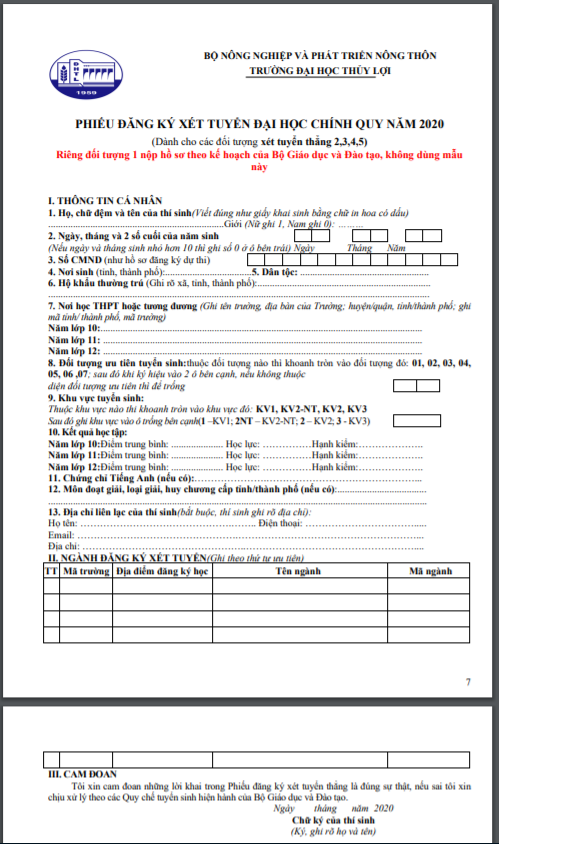 BỘ NÔNG NGHIỆP VÀ PHÁT TRIỂN NÔNG THÔN
TRƯỜNG ĐẠI HỌC THỦY LỢI
ĐHTL
1959
PHIẾU ĐĂNG KÝ XÉT TUYỂN ĐẠI HỌC CHÍNH QUY NĂM 2020
(Dành cho các đối tượng xét tuyển thẳng 2,3,4,5)
Riêng đối tượng 1 nộp hồ sơ theo kế hoạch của Bộ Giáo dục và Đào tạo, không dùng mẫu
này
I. THÔNG TIN CÁ NHÂN
1. Họ, chữ đệm và tên của thí sinh(Viết đúng như giấy khai sinh bằng chữ in hoa có dấu)
..........................................................Giới (Nữ ghi 1, Nam ghi 0): .........
2. Ngày, tháng và 2 số cuối của năm sinh
(Nếu ngày và tháng sinh nhỏ hơn 10 thì ghi số 0 ở ô bên trái) Ngày Tháng Năm
3. Số CMND (như hồ sơ đăng ký dự thi)
4. Nơi sinh (tỉnh, thành phố):..............................5. Dân tộc: ............................................
6. Hộ khẩu thường trú (Ghi rõ xã, tỉnh, thành phố):............................................................
..........................................................................................................................
7. Nơi học THPT hoặc tương đương (Ghi tên trường, địa bàn của Trường; huyện/quận, tỉnh/thành phố; ghi
mã tỉnh/ thành phố, mã trường)
Năm lớp 10:............................................................................................................
Năm lớp 11: ...........................................................................................................
Năm lớp 12: ...........................................................................................................
8. Đối tượng ưu tiên tuyển sinh:thuộc đối tượng nào thì khoanh tròn vào đối tượng đó: 01, 02, 03, 04,
05, 06 ,07; sau đó khi ký hiệu vào 2 ô bên cạnh, nếu không thuộc
diện đối tượng ưu tiên thì để trống
9. Khu vực tuyển sinh:
Thuộc khu vực nào thì khoanh tròn vào khu vực đó: KV1, KV2-NT, KV2, KV3
Sau đó ghi khu vực vào ô trống bên cạnh(1 –KV1; 2NT – KV2-NT; 2 – KV2; 3 - KV3)
10. Kết quả học tập:
Năm lớp 10:Điểm trung bình: .................. Học lực: ................Hạnh kiểm:.....................
Năm lớp 11:Điểm trung bình: .................. Học lực: ................Hạnh kiểm:.....................
Năm lớp 12:Điểm trung bình: .................. Học lực: ................Hạnh kiểm:.....................
11. Chứng chỉ Tiếng Anh (nếu có):............................................................................
12. Môn đoạt giải, loại giải, huy chương cấp tỉnh/thành phố (nếu có):..............................
..........................................................................................................................
13. Địa chỉ liên lạc của thí sinh(bắt buộc, thí sinh ghi rõ địa chỉ):
Họ tên: ............................................................ Điện thoại: ........................................
Email: ...................................................................................................................
Địa chỉ: .................................................................................................................
II. NGÀNH ĐĂNG KÝ XÉT TUYỂN(Ghi theo thứ tự ưu tiên)
TT Mã trường Địa điểm đăng ký học Tên ngành Mã ngành
7
III. CAM ĐOAN
Tôi xin cam đoan những lời khai trong Phiếu đăng ký xét tuyển thẳng là đúng sự thật, nếu sai tôi xin
chịu xử lý theo các Quy chế tuyển sinh hiện hành của Bộ Giáo dục và Đào tạo.
Ngày tháng năm 2020
Chữ ký của thí sinh
(Ký, ghi rõ họ và tên)